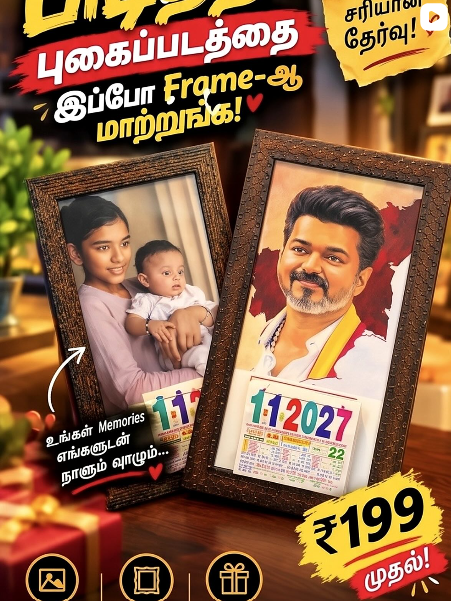 புகைப்படத்தை
இப்போ Frame-ஆ
மாற்றுங்க!
சரியான
தேர்வு!
உங்கள் Memories
எங்களுடன்
நாளும் வாழும்...
1·1·2027
22
₹199
முதல்!